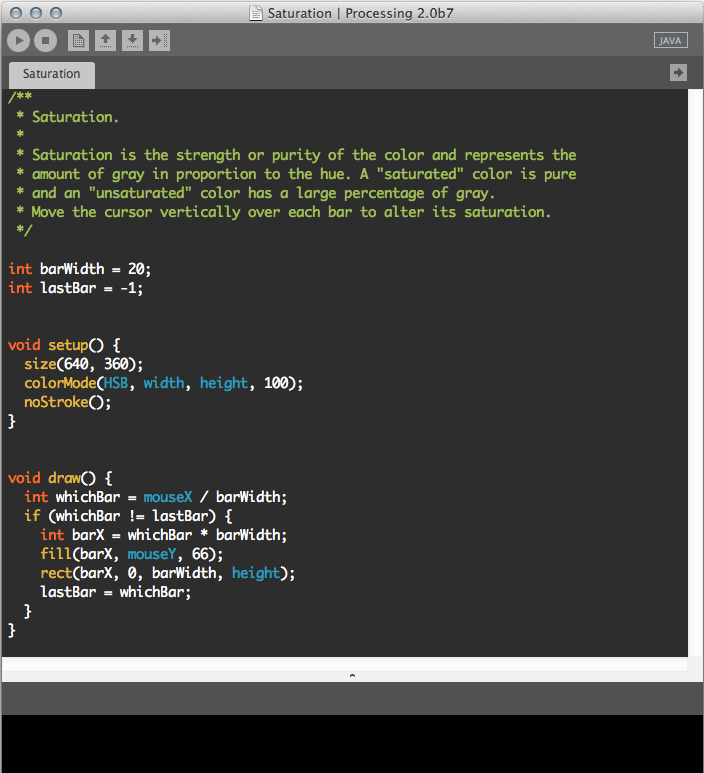 Saturation | Processing 2.0b7
JAVA
Saturation
/**
 * Saturation.
 *
 * Saturation is the strength or purity of the color and represents the
 * amount of gray in proportion to the hue. A "saturated" color is pure
 * and an "unsaturated" color has a large percentage of gray.
 * Move the cursor vertically over each bar to alter its saturation.
 */

int barWidth = 20;
int lastBar = -1;


void setup() {
  size(640, 360);
  colorMode(HSB, width, height, 100);
  noStroke();
}


void draw() {
  int whichBar = mouseX / barWidth;
  if (whichBar != lastBar) {
    int barX = whichBar * barWidth;
    fill(barX, mouseY, 66);
    rect(barX, 0, barWidth, height);
    lastBar = whichBar;
  }
}